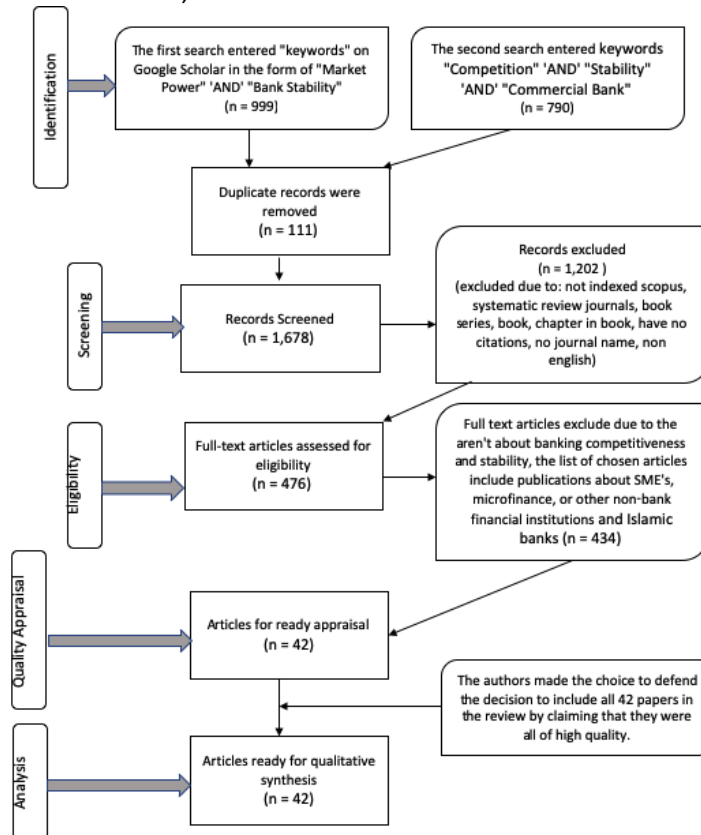 Identification
The first search entered "keywords" on
Google Scholar in the form of "Market
Power" 'AND' "Bank Stability"
(n = 999)
The second search entered keywords
"Competition" 'AND' "Stability"
'AND' "Commercial Bank"
(n = 790)
Duplicate records were
removed
(n = 111)
Screening
Records Screened
(n = 1,678)
Records excluded
(n = 1,202 )
(excluded due to: not indexed scopus,
systematic review journals, book
series, book, chapter in book, have no
citations, no journal name, non
english)
Eligibility
Full-text articles assessed for
eligibility
(n = 476)
Full text articles exclude due to the
aren't about banking competitiveness
and stability, the list of chosen articles
include publications about SME's,
microfinance, or other non-bank
financial institutions and Islamic
banks (n = 434)
Quality Appraisal
Articles for ready appraisal
(n = 42)
The authors made the choice to defend
the decision to include all 42 papers in
the review by claiming that they were
all of high quality.
Analysis
Articles ready for qualitative
synthesis
(n = 42)